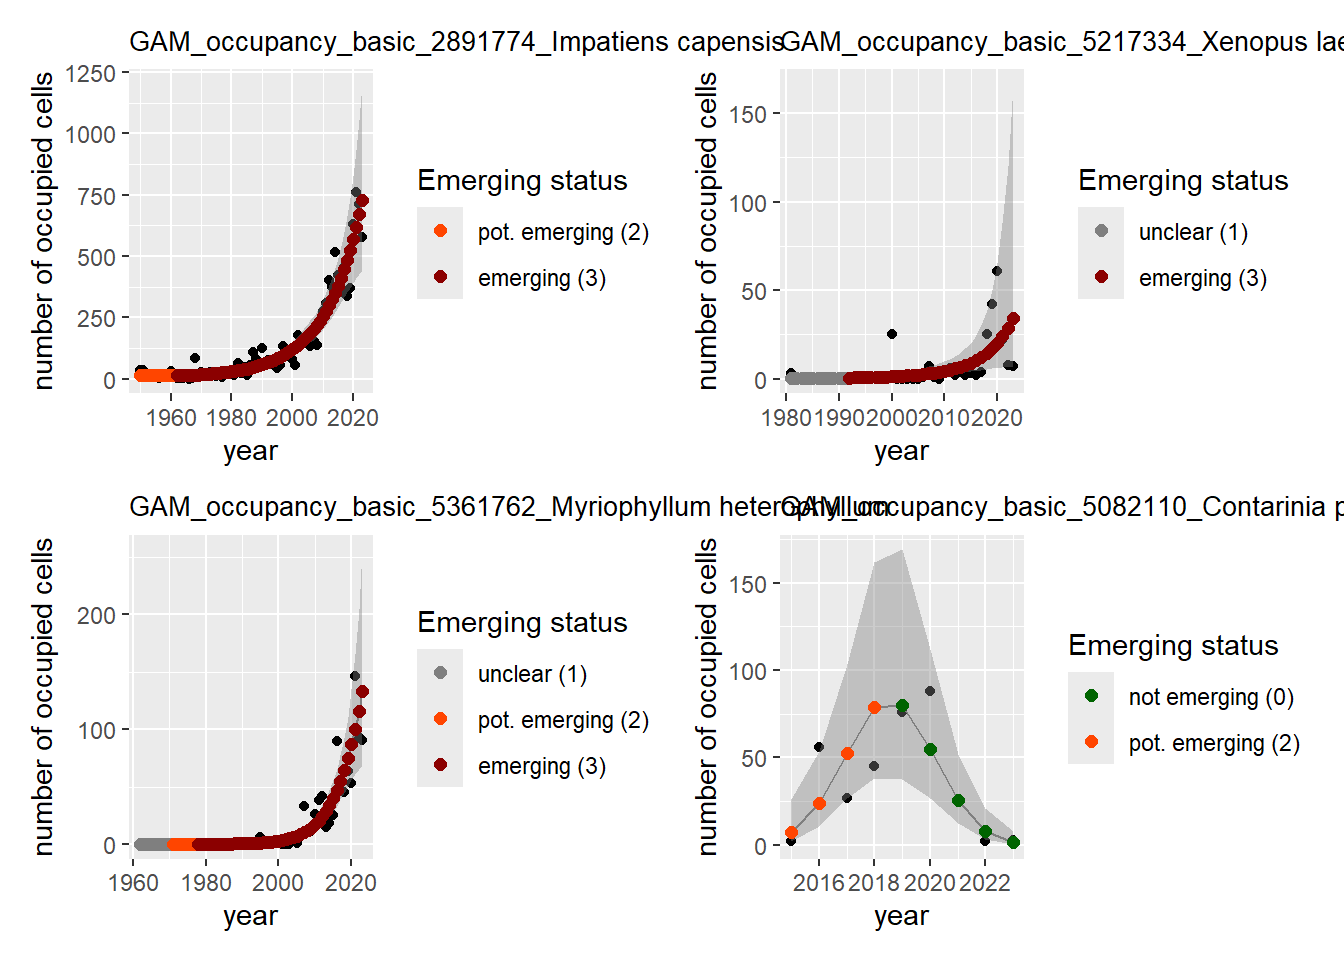 GAM_occupancy_basic_2891774_Impatiens capensis
1250
1000
750
500
250
0
number of occupied cells
1960 1980 2000 2020
year
Emerging status
pot. emerging (2)
emerging (3)
GAM_occupancy_basic_5217334_Xenopus lae
150
100
50
0
number of occupied cells
1980 1990 2000 2010 2020
year
Emerging status
unclear (1)
emerging (3)
GAM_occupancy_basic_5361762_Myriophyllum heterophyllum
200
100
0
number of occupied cells
1960 1980 2000 2020
year
Emerging status
unclear (1)
pot. emerging (2)
emerging (3)
GAM_occupancy_basic_5082110_Contarinia p
150
100
50
0
number of occupied cells
2016 2018 2020 2022
year
Emerging status
not emerging (0)
pot. emerging (2)